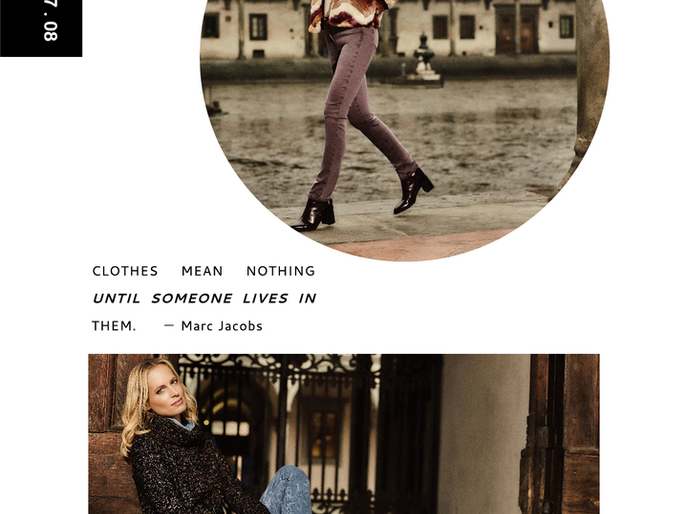 7.08
CLOTHES MEAN NOTHING
UNTIL SOMEONE LIVES IN
THEM. — Marc Jacobs